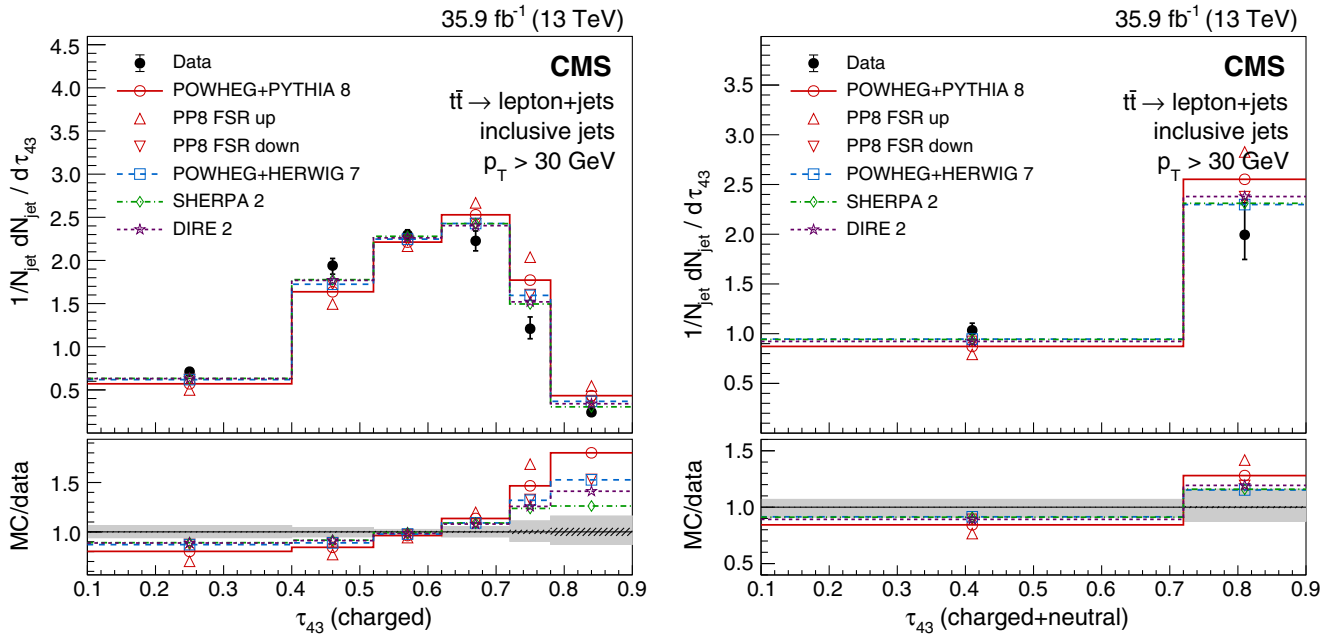 35.9 fb⁻¹ (13 TeV)
1/N_jet dN_jet / dτ₄₃
4.5
4.0
3.5
3.0
2.5
2.0
1.5
1.0
0.5
Data
POWHEG+PYTHIA 8
PP8 FSR up
PP8 FSR down
POWHEG+HERWIG 7
SHERPA 2
DIRE 2
CMS
tt̄ → lepton+jets
inclusive jets
p_T > 30 GeV
MC/data
1.5
1.0
0.1 0.2 0.3 0.4 0.5 0.6 0.7 0.8 0.9
τ₄₃ (charged)
35.9 fb⁻¹ (13 TeV)
1/N_jet dN_jet / dτ₄₃
3.5
3.0
2.5
2.0
1.5
1.0
0.5
Data
POWHEG+PYTHIA 8
PP8 FSR up
PP8 FSR down
POWHEG+HERWIG 7
SHERPA 2
DIRE 2
CMS
tt̄ → lepton+jets
inclusive jets
p_T > 30 GeV
MC/data
1.5
1.0
0.5
0.1 0.2 0.3 0.4 0.5 0.6 0.7 0.8 0.9
τ₄₃ (charged+neutral)